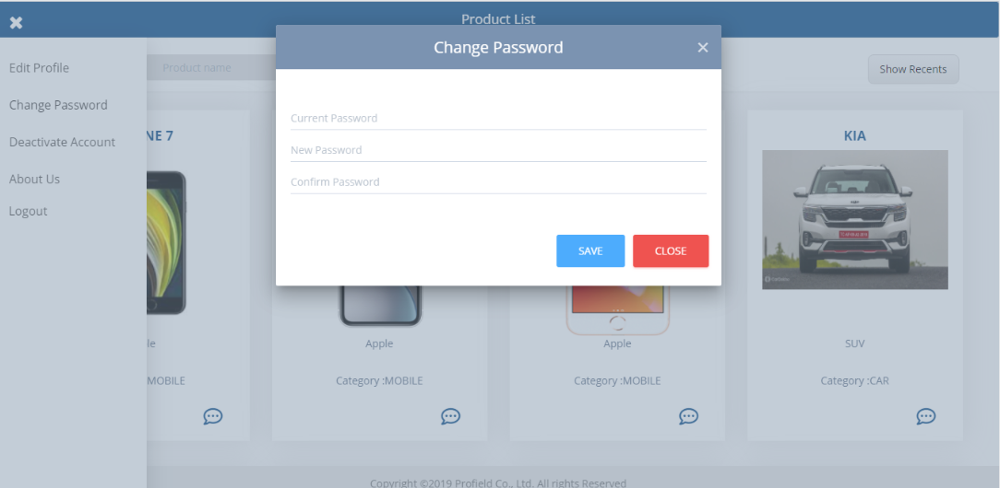 Product List
Change Password
Edit Profile
Change Password
Deactivate Account
About Us
Logout
Product name
Show Recents
Current Password
New Password
Confirm Password
SAVE
CLOSE
NE 7
le
MOBILE
Apple
Category :MOBILE
Apple
Category :MOBILE
KIA
SUV
Category :CAR
Copyright ©2019 Profield Co., Ltd. All rights Reserved